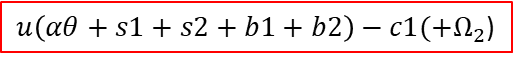 u(αθ + s1 + s2 + b1 + b2) − c1(+Ω₂)